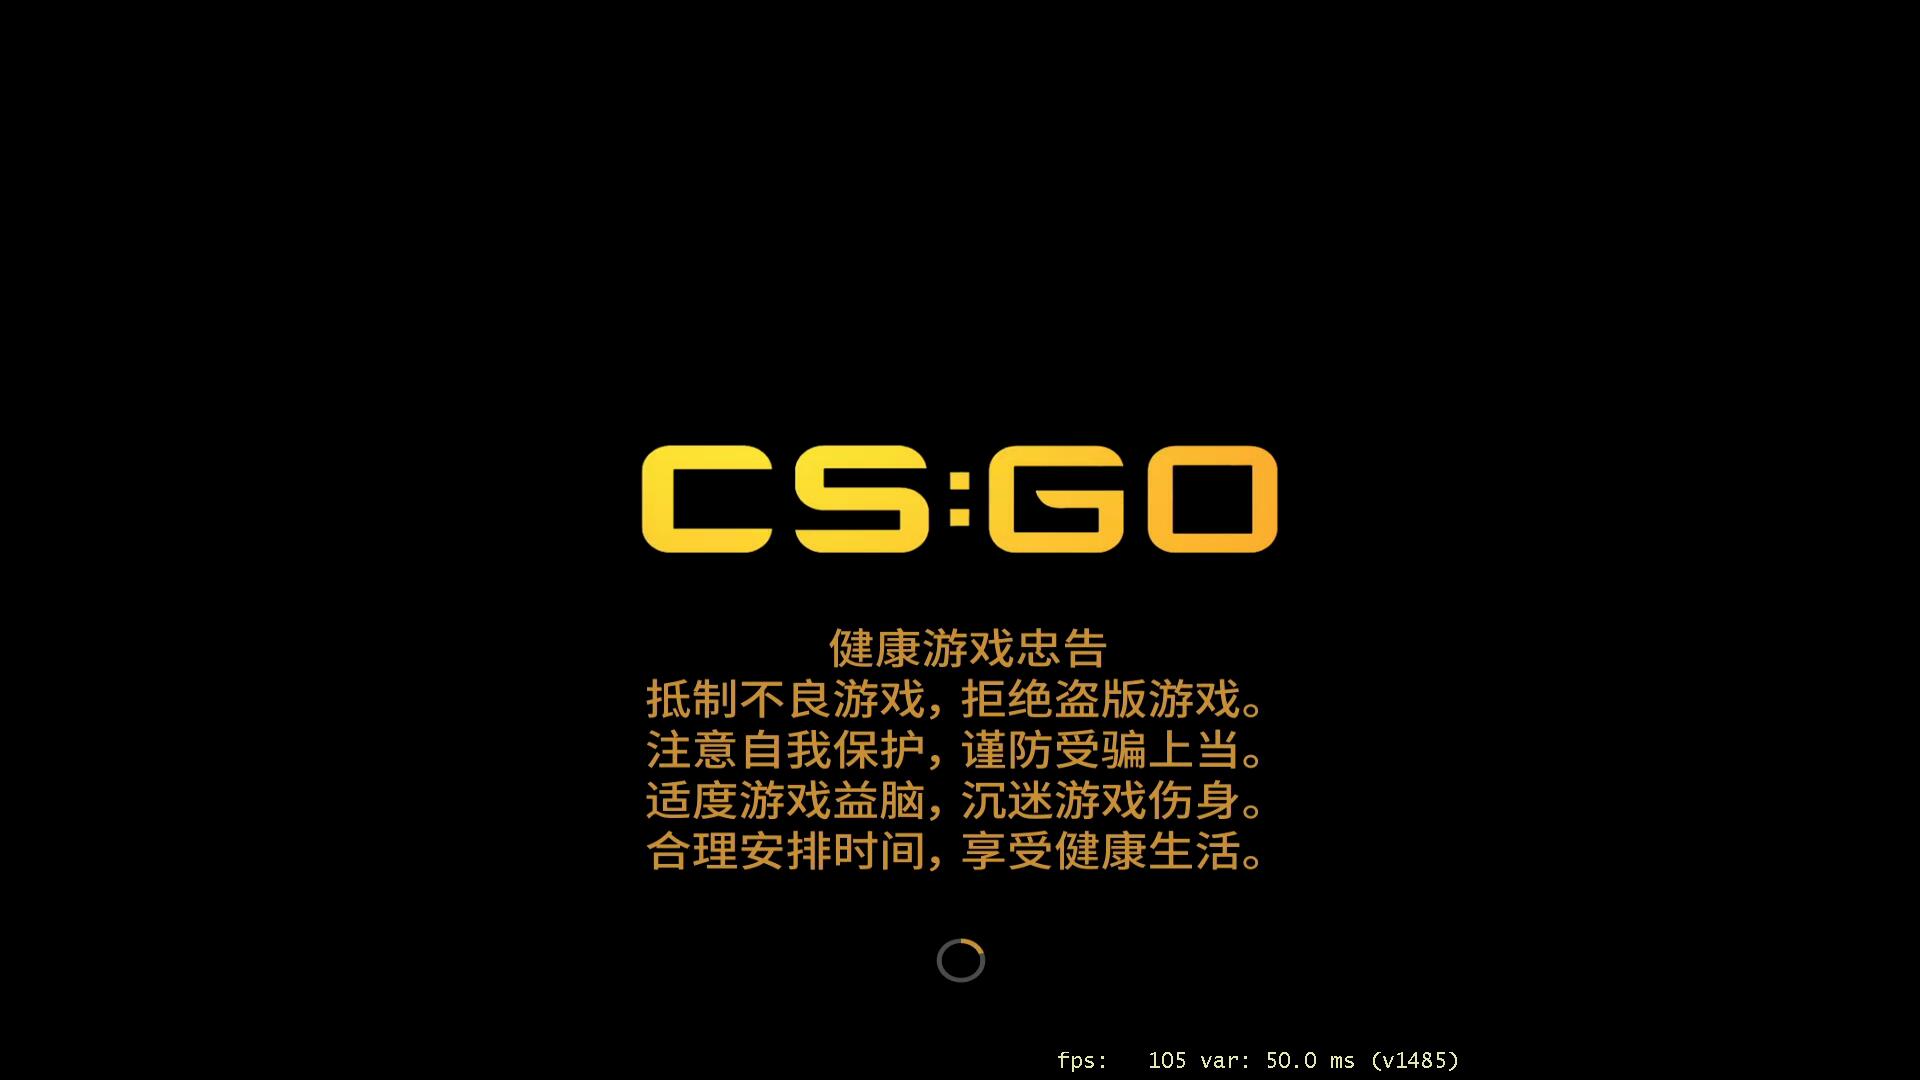 CS:GO
健康游戏忠告
抵制不良游戏，拒绝盗版游戏。
注意自我保护，谨防受骗上当。
适度游戏益脑，沉迷游戏伤身。
合理安排时间，享受健康生活。
fps: 105 var: 50.0 ms (v1485)